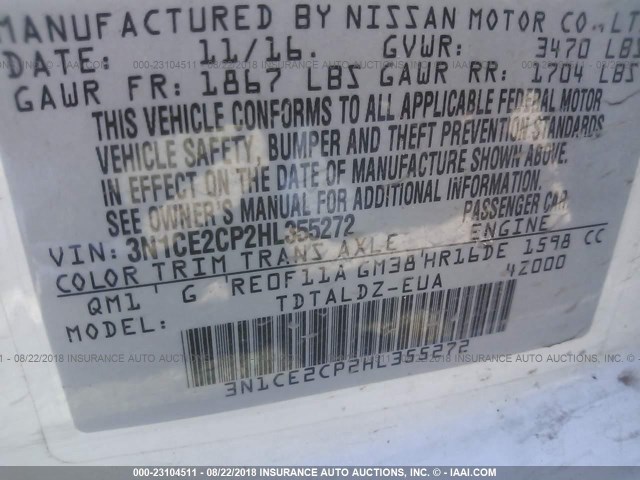 MANUFACTURED BY NISSAN MOTOR CO., LT
DATE: 11/16. GVWR: 3470 LBS
GAWR FR: 1867 LBS GAWR RR: 1704 LBS
THIS VEHICLE CONFORMS TO ALL APPLICABLE FEDERAL MOTOR
VEHICLE SAFETY, BUMPER AND THEFT PREVENTION STANDARDS
IN EFFECT ON THE DATE OF MANUFACTURE SHOWN ABOVE.
SEE OWNER'S MANUAL FOR ADDITIONAL INFORMATION.
VIN: 3N1CE2CP2HL355272 PASSENGER CAR
COLOR TRIM TRANS AXLE ENGINE
QM1 G RE0F11A GM38 HR16DE 1598 CC
MODEL: TDTALDZ-EUA 42000
3N1CE2CP2HL355272
000-23104511 - 08/22/2018 INSURANCE AUTO AUCTIONS, INC. - © IAAI.COM